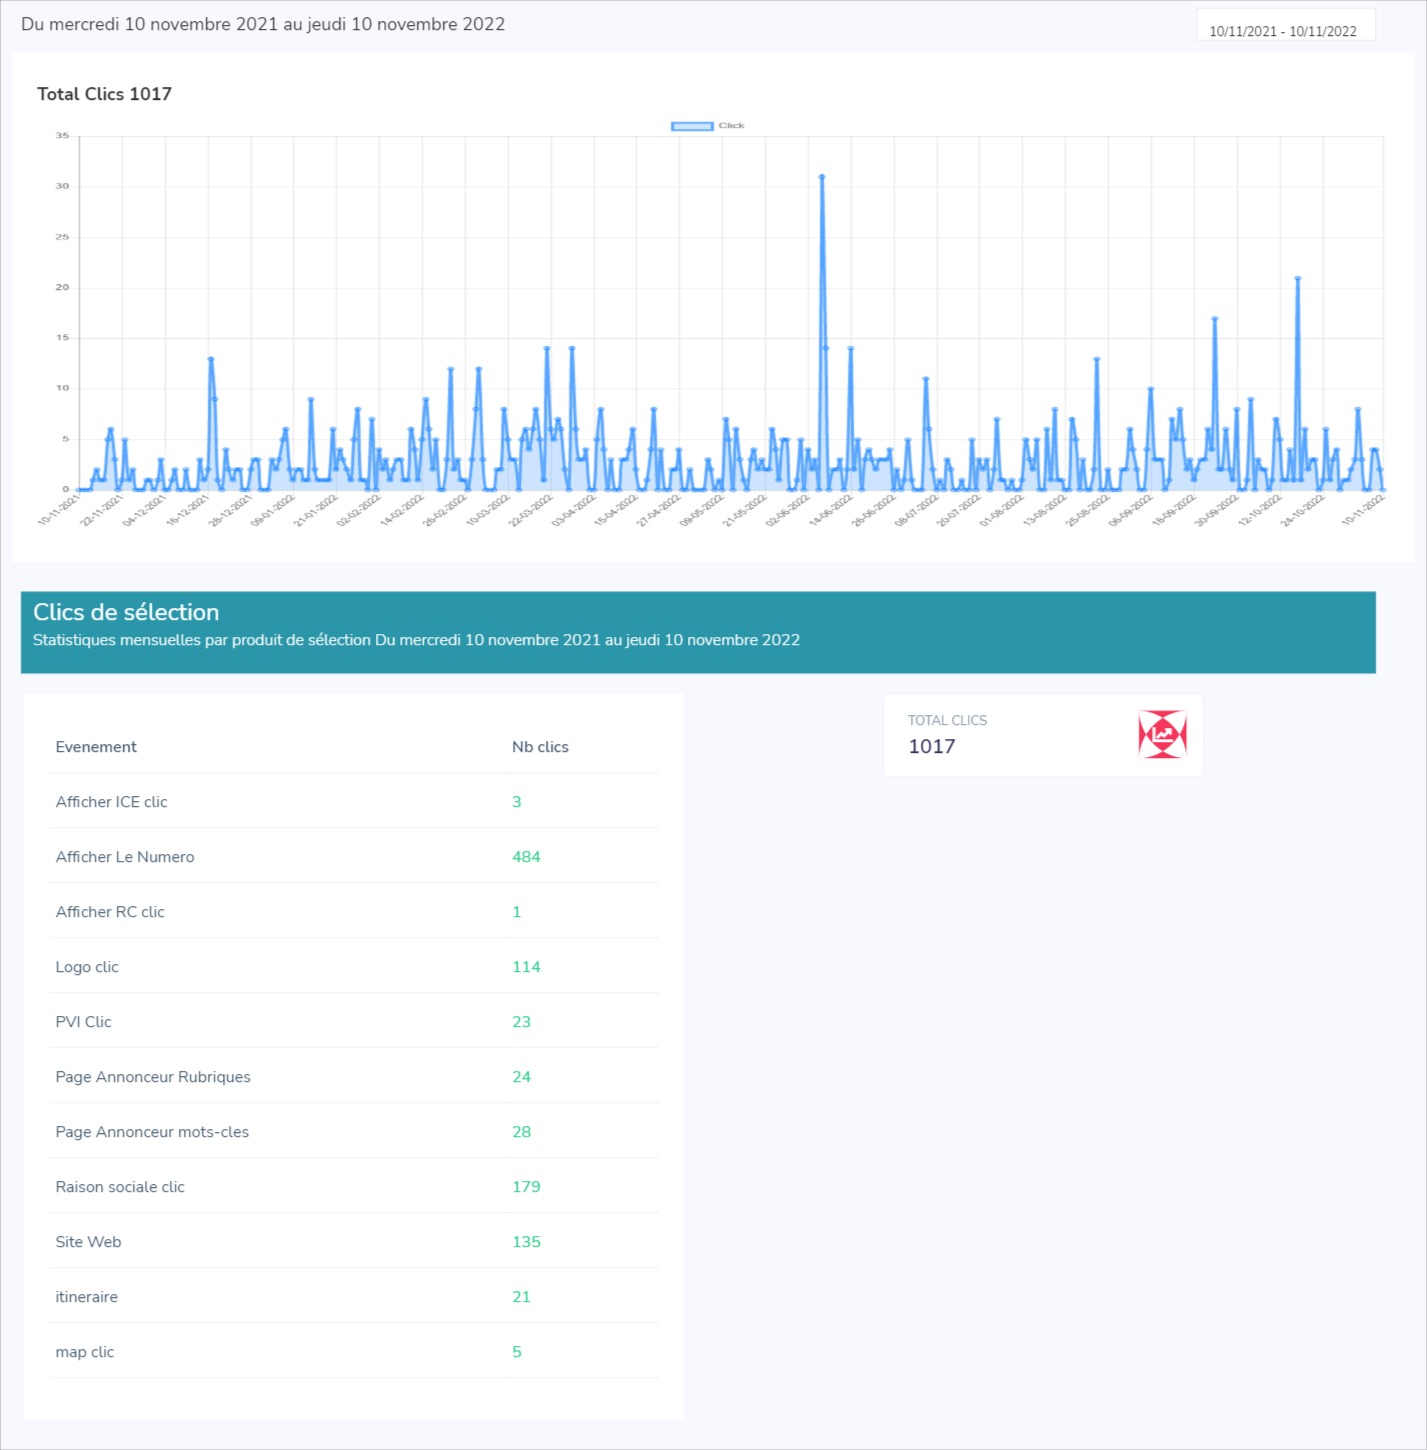 Du mercredi 10 novembre 2021 au jeudi 10 novembre 2022
10/11/2021 - 10/11/2022
Total Clics 1017
Click
35
30
25
20
15
10
5
0
10-11-2021 22-11-2021 04-12-2021 16-12-2021 28-12-2021 09-01-2022 21-01-2022 02-02-2022 14-02-2022 26-02-2022 10-03-2022 22-03-2022 03-04-2022 15-04-2022 27-04-2022 09-05-2022 21-05-2022 02-06-2022 14-06-2022 26-06-2022 08-07-2022 20-07-2022 01-08-2022 13-08-2022 25-08-2022 06-09-2022 18-09-2022 30-09-2022 12-10-2022 24-10-2022 10-11-2022
Clics de sélection
Statistiques mensuelles par produit de sélection Du mercredi 10 novembre 2021 au jeudi 10 novembre 2022
TOTAL CLICS
1017
Evenement Nb clics
Afficher ICE clic 3
Afficher Le Numero 484
Afficher RC clic 1
Logo clic 114
PVI Clic 23
Page Annonceur Rubriques 24
Page Annonceur mots-cles 28
Raison sociale clic 179
Site Web 135
itineraire 21
map clic 5